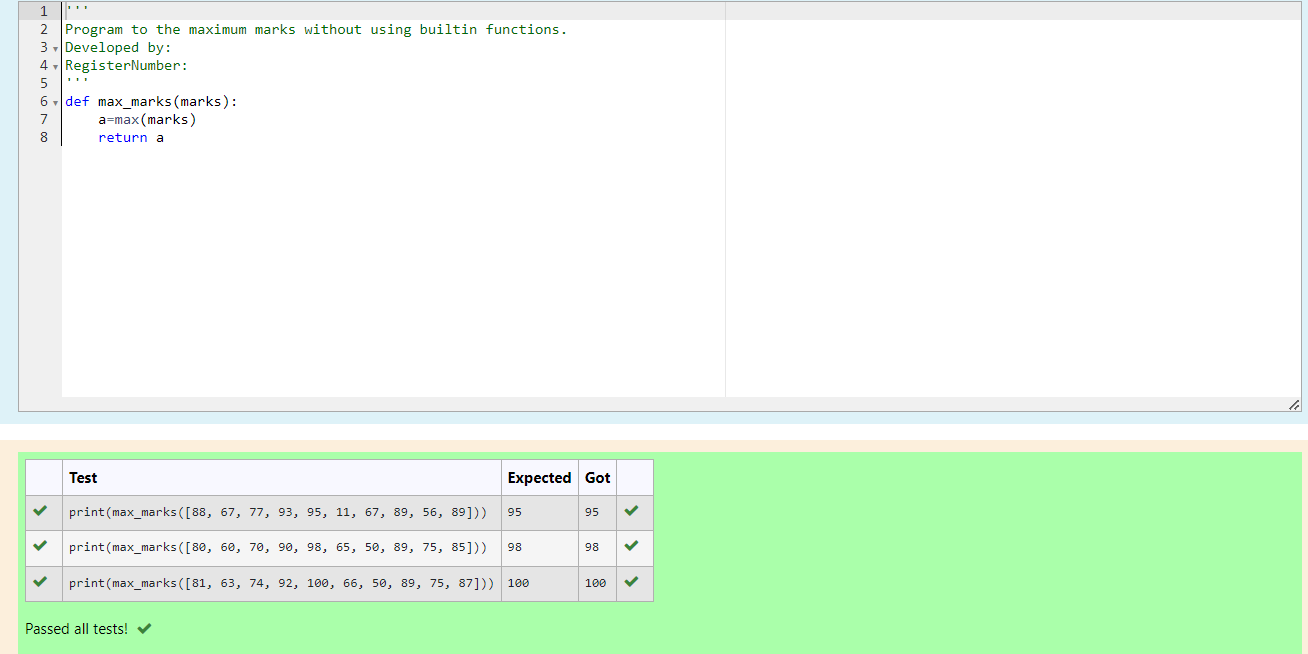 1 '''
2 Program to the maximum marks without using builtin functions.
3 Developed by:
4 RegisterNumber:
5 '''
6 def max_marks(marks):
7     a=max(marks)
8     return a
Test Expected Got
print(max_marks([88, 67, 77, 93, 95, 11, 67, 89, 56, 89])) 95 95
print(max_marks([80, 60, 70, 90, 98, 65, 50, 89, 75, 85])) 98 98
print(max_marks([81, 63, 74, 92, 100, 66, 50, 89, 75, 87])) 100 100
Passed all tests!